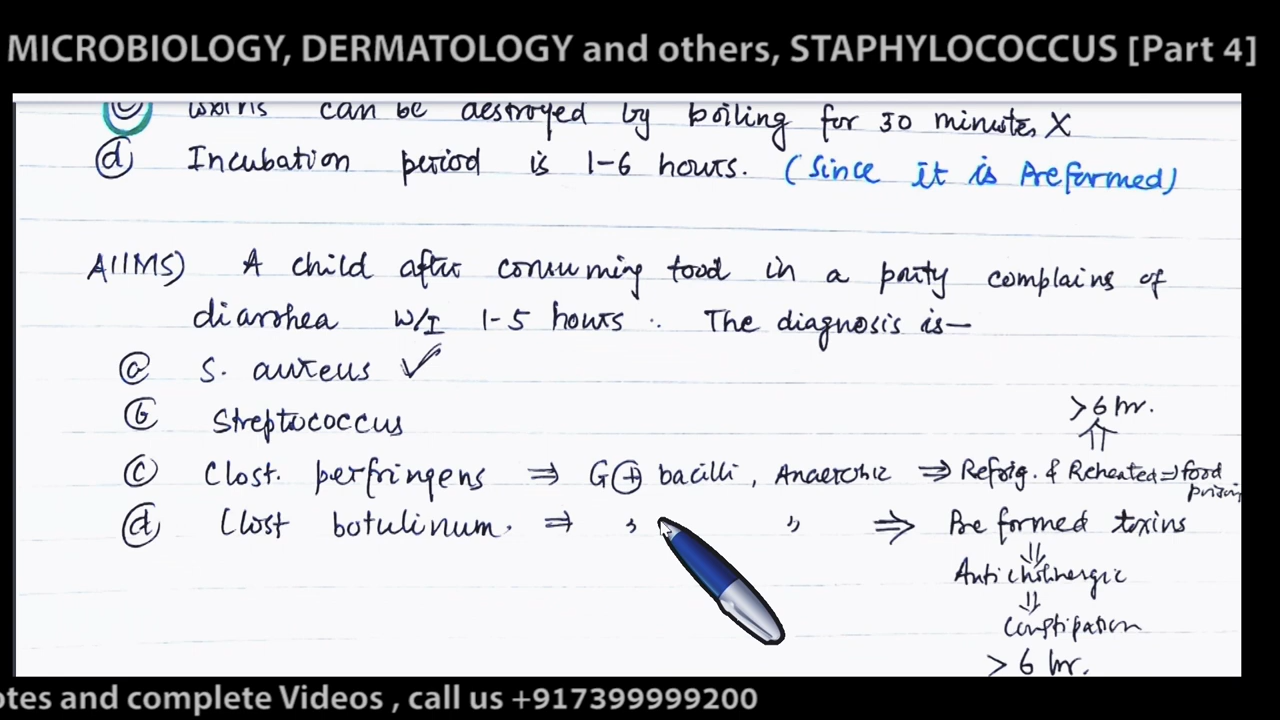 MICROBIOLOGY, DERMATOLOGY and others, STAPHYLOCOCCUS [Part 4]
can be destroyed by boiling for 30 minutes X
(d) Incubation period is 1-6 hours. (Since it is Preformed)
AIIMS) A child after consuming food in a party complains of
diarrhea W/I 1-5 hours. The diagnosis is—
(a) S. aureus ✓
(b) Streptococcus
>6 hr.
(c) Clost. perfringens ⇒ G⊕ bacilli, Anaerobic ⇒ Refrig. & Reheated ⇒ food
(d) Clost botulinum. ⇒ " " ⇒ Pre formed toxins
Anticholinergic
Constipation
> 6 hr.
otes and complete Videos , call us +917399999200